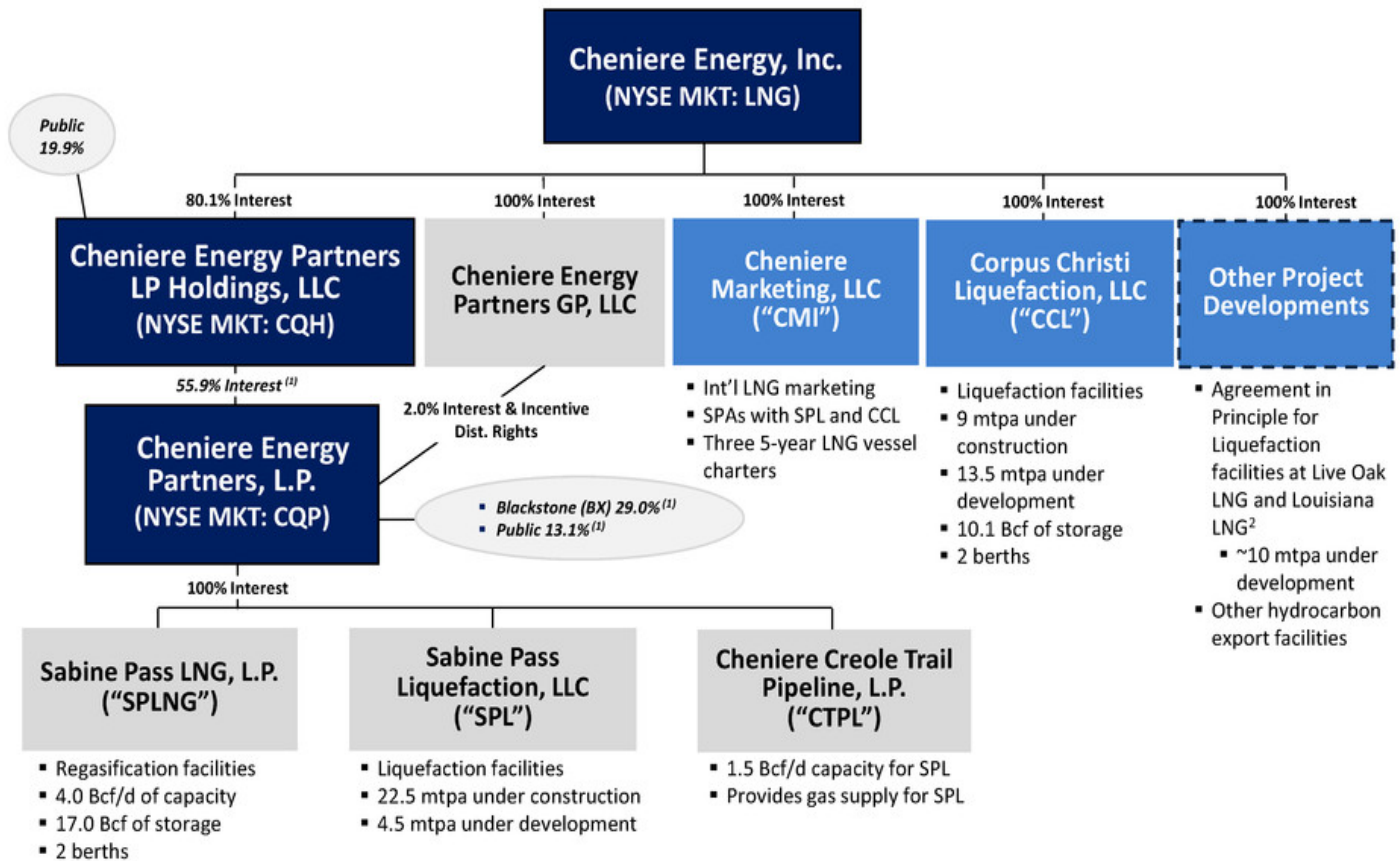 Cheniere Energy, Inc.
(NYSE MKT: LNG)
Public
19.9%
80.1% Interest
100% Interest
100% Interest
100% Interest
100% Interest
Cheniere Energy Partners
LP Holdings, LLC
(NYSE MKT: CQH)
Cheniere Energy
Partners GP, LLC
Cheniere
Marketing, LLC
(“CMI”)
Corpus Christi
Liquefaction, LLC
(“CCL”)
Other Project
Developments
55.9% Interest (1)
2.0% Interest & Incentive
Dist. Rights
▪ Int’l LNG marketing
▪ SPAs with SPL and CCL
▪ Three 5-year LNG vessel
charters
▪ Liquefaction facilities
▪ 9 mtpa under
construction
▪ 13.5 mtpa under
development
▪ 10.1 Bcf of storage
▪ 2 berths
▪ Agreement in
Principle for
Liquefaction
facilities at Live Oak
LNG and Louisiana
LNG2
▪ ~10 mtpa under
development
▪ Other hydrocarbon
export facilities
Cheniere Energy
Partners, L.P.
(NYSE MKT: CQP)
▪ Blackstone (BX) 29.0% (1)
▪ Public 13.1% (1)
100% Interest
Sabine Pass LNG, L.P.
(“SPLNG”)
Sabine Pass
Liquefaction, LLC
(“SPL”)
Cheniere Creole Trail
Pipeline, L.P.
(“CTPL”)
▪ Regasification facilities
▪ 4.0 Bcf/d of capacity
▪ 17.0 Bcf of storage
▪ 2 berths
▪ Liquefaction facilities
▪ 22.5 mtpa under construction
▪ 4.5 mtpa under development
▪ 1.5 Bcf/d capacity for SPL
▪ Provides gas supply for SPL